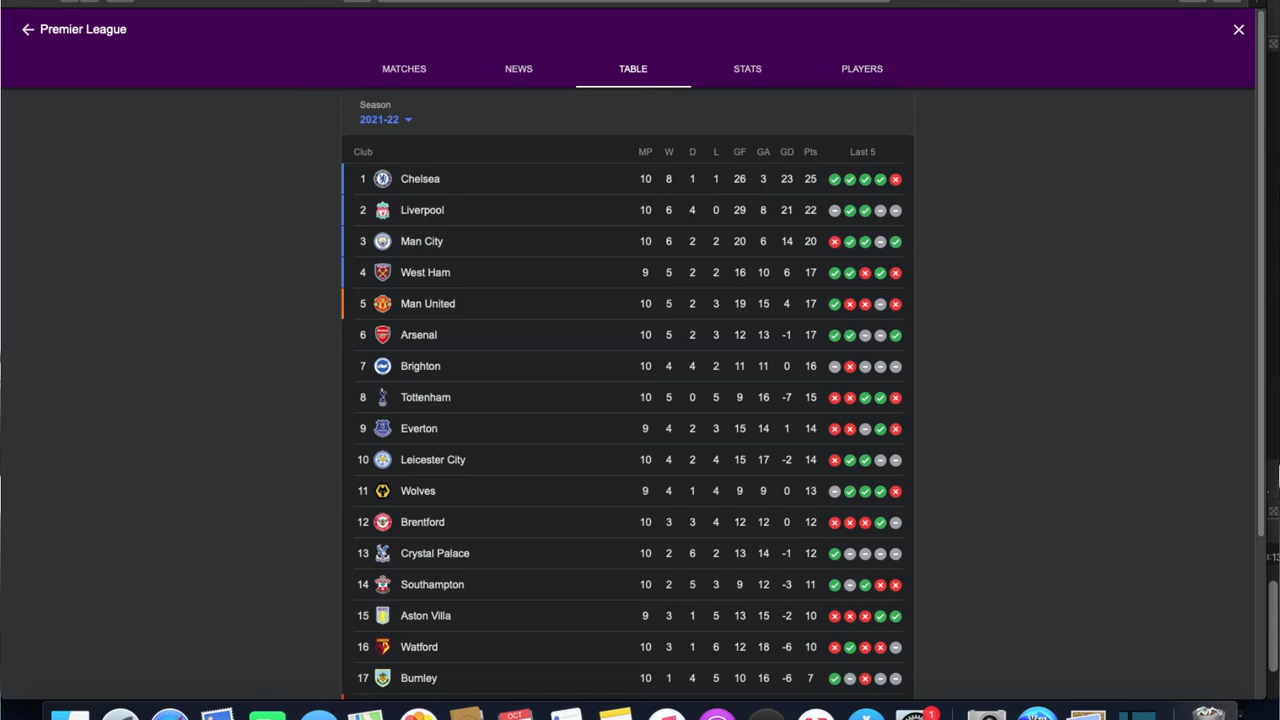 Premier League
MATCHES NEWS TABLE STATS PLAYERS
Season
2021-22
Club MP W D L GF GA GD Pts Last 5
1 Chelsea 10 8 1 1 26 3 23 25
2 Liverpool 10 6 4 0 29 8 21 22
3 Man City 10 6 2 2 20 6 14 20
4 West Ham 9 5 2 2 16 10 6 17
5 Man United 10 5 2 3 19 15 4 17
6 Arsenal 10 5 2 3 12 13 -1 17
7 Brighton 10 4 4 2 11 11 0 16
8 Tottenham 10 5 0 5 9 16 -7 15
9 Everton 9 4 2 3 15 14 1 14
10 Leicester City 10 4 2 4 15 17 -2 14
11 Wolves 9 4 1 4 9 9 0 13
12 Brentford 10 3 3 4 12 12 0 12
13 Crystal Palace 10 2 6 2 13 14 -1 12
14 Southampton 10 2 5 3 9 12 -3 11
15 Aston Villa 9 3 1 5 13 15 -2 10
16 Watford 10 3 1 6 12 18 -6 10
17 Burnley 10 1 4 5 10 16 -6 7
OCT 1